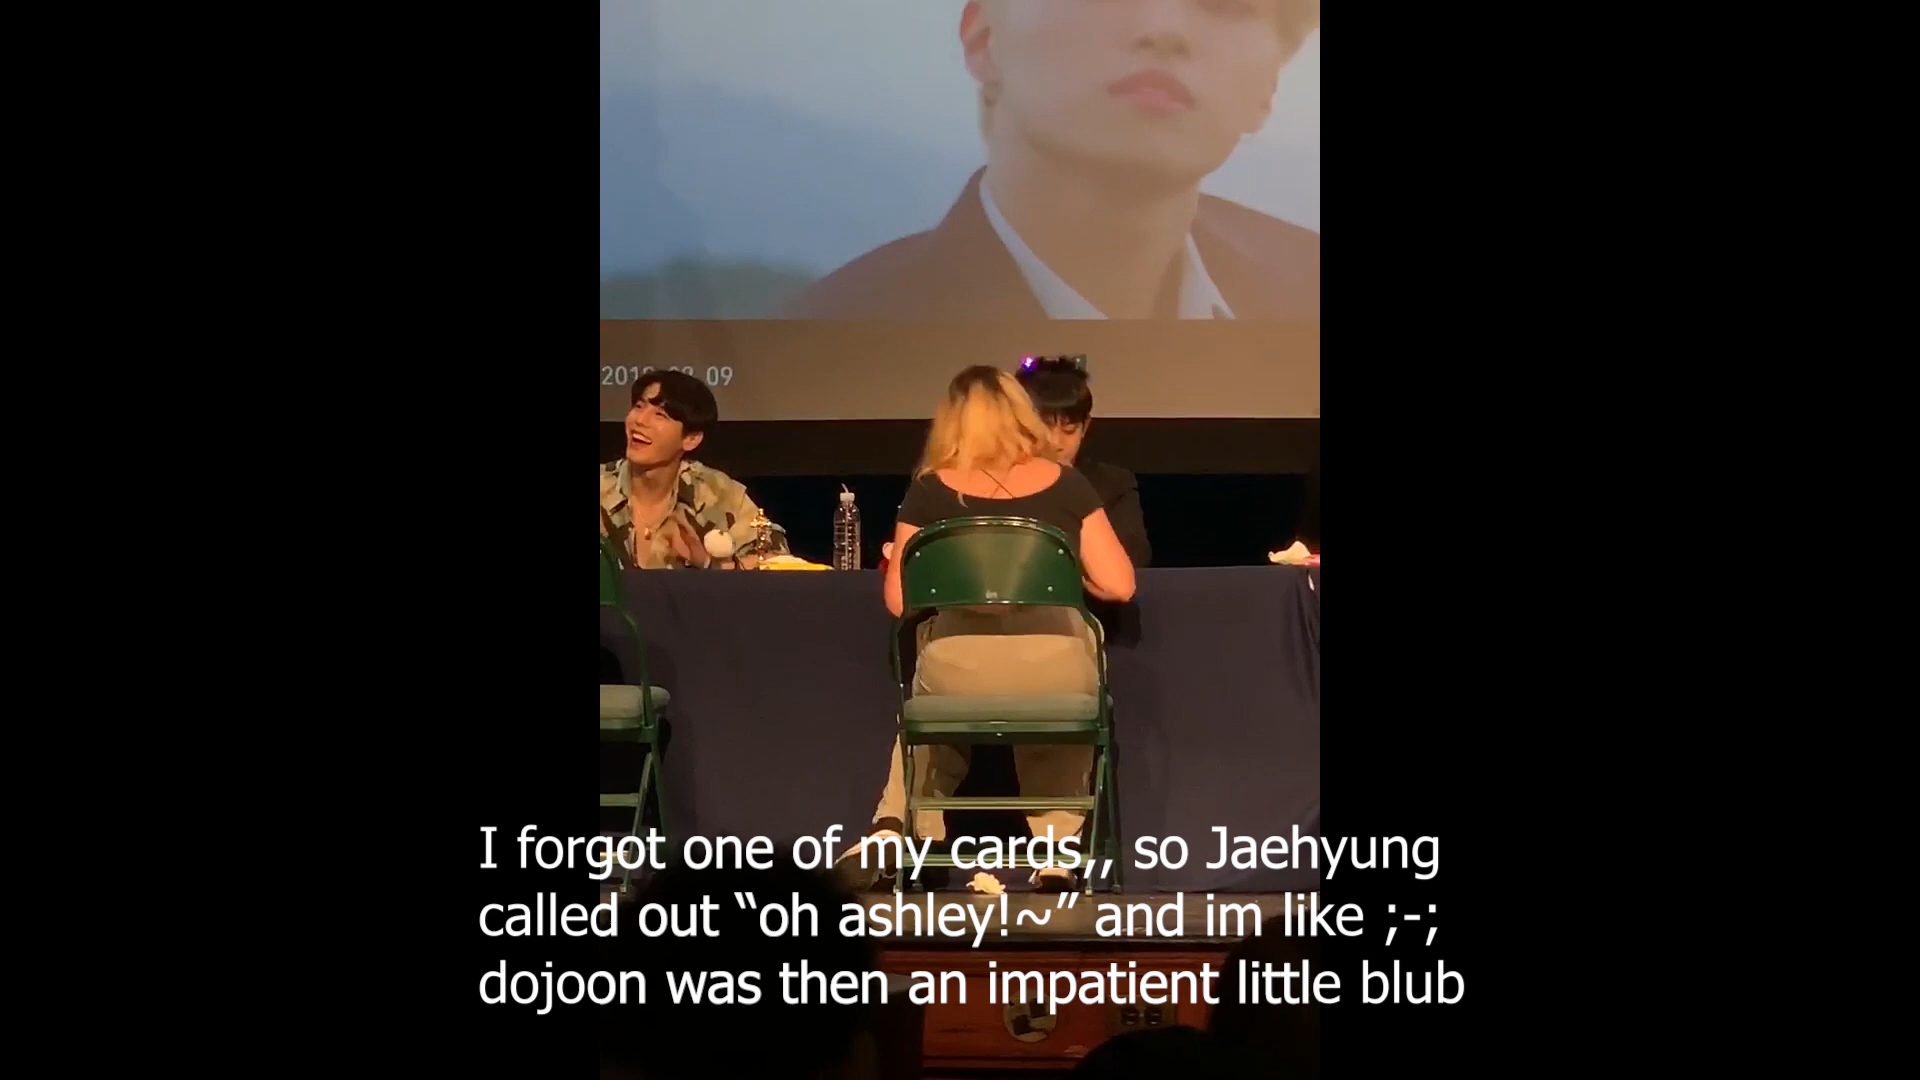 09
I forgot one of my cards,, so Jaehyung
called out “oh ashley!~” and im like ;-;
dojoon was then an impatient little blub